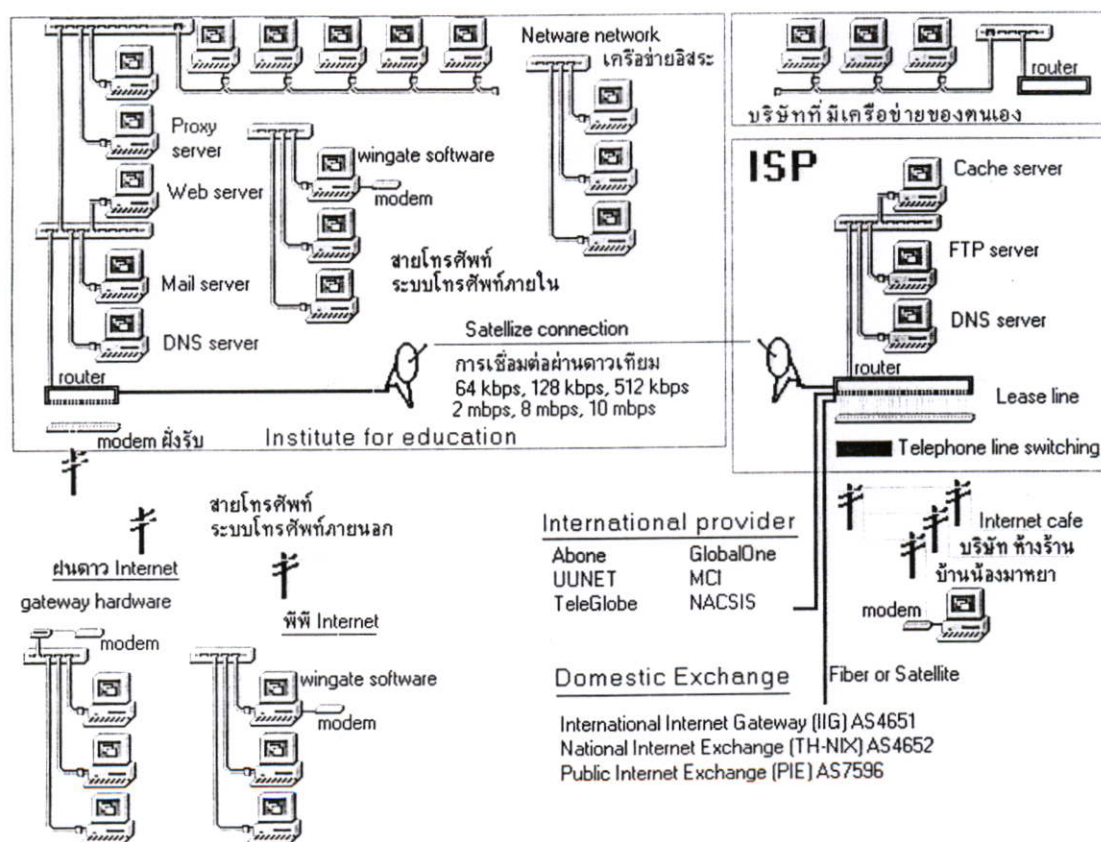 Netware network
เครือข่ายอิสระ
Proxy
server
wingate software
modem
Web server
สายโทรศัพท์
ระบบโทรศัพท์ภายใน
Mail server
DNS server
router
Satellize connection
การเชื่อมต่อผ่านดาวเทียม
64 kbps, 128 kbps, 512 kbps
2 mbps, 8 mbps, 10 mbps
modem ฝั่งรับ
Institute for education
router
บริษัทที่มีเครือข่ายของตนเอง
ISP
Cache server
FTP server
DNS server
router
Lease line
Telephone line switching
สายโทรศัพท์
ระบบโทรศัพท์ภายนอก
ฝนดาว Internet
gateway hardware
modem
พีพี Internet
wingate software
modem
International provider
Abone GlobalOne
UUNET MCI
TeleGlobe NACSIS
Internet cafe
บริษัท ห้างร้าน
บ้านน้องมาหยา
modem
Domestic Exchange
Fiber or Satellite
International Internet Gateway (IIG) AS4651
National Internet Exchange (TH-NIX) AS4652
Public Internet Exchange (PIE) AS7596